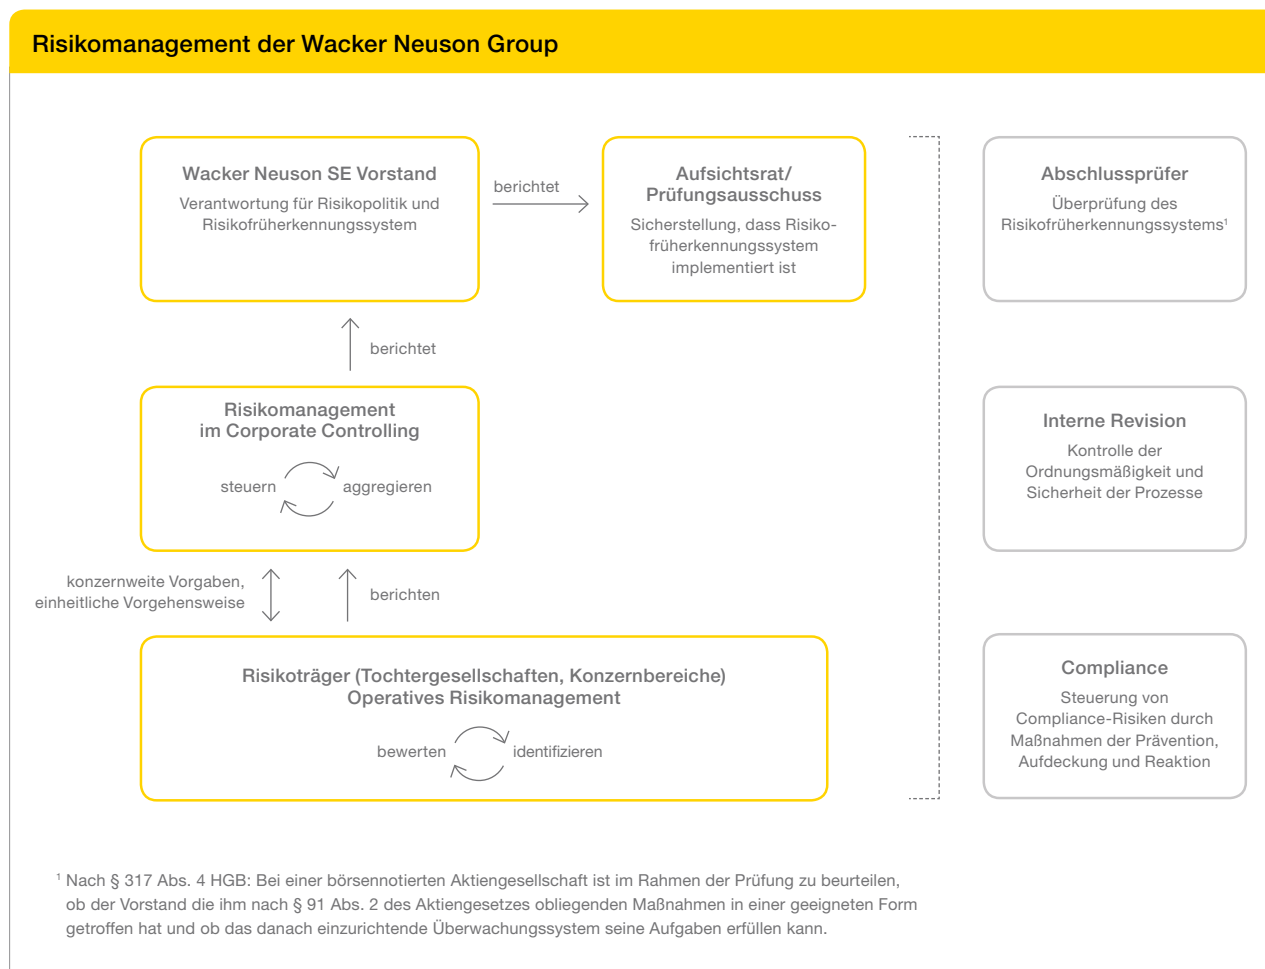 Risikomanagement der Wacker Neuson Group
Wacker Neuson SE Vorstand
Verantwortung für Risikopolitik und
Risikofrüherkennungssystem
berichtet
Aufsichtsrat/
Prüfungsausschuss
Sicherstellung, dass Risiko-
früherkennungssystem
implementiert ist
Abschlussprüfer
Überprüfung des
Risikofrüherkennungssystems¹
berichtet
Risikomanagement
im Corporate Controlling
steuern
aggregieren
Interne Revision
Kontrolle der
Ordnungsmäßigkeit und
Sicherheit der Prozesse
konzernweite Vorgaben,
einheitliche Vorgehensweise
berichten
Risikoträger (Tochtergesellschaften, Konzernbereiche)
Operatives Risikomanagement
bewerten
identifizieren
Compliance
Steuerung von
Compliance-Risiken durch
Maßnahmen der Prävention,
Aufdeckung und Reaktion
¹ Nach § 317 Abs. 4 HGB: Bei einer börsennotierten Aktiengesellschaft ist im Rahmen der Prüfung zu beurteilen,
ob der Vorstand die ihm nach § 91 Abs. 2 des Aktiengesetzes obliegenden Maßnahmen in einer geeigneten Form
getroffen hat und ob das danach einzurichtende Überwachungssystem seine Aufgaben erfüllen kann.